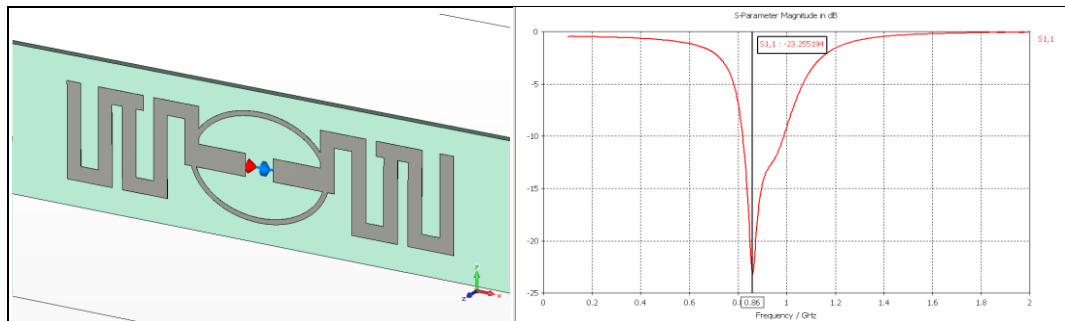 S-Parameter Magnitude in dB
0
-5
-10
-15
-20
-25
S1,1 : -23.255194
S1,1
0 0.2 0.4 0.6 0.86 1 1.2 1.4 1.6 1.8 2
Frequency / GHz
y
z x